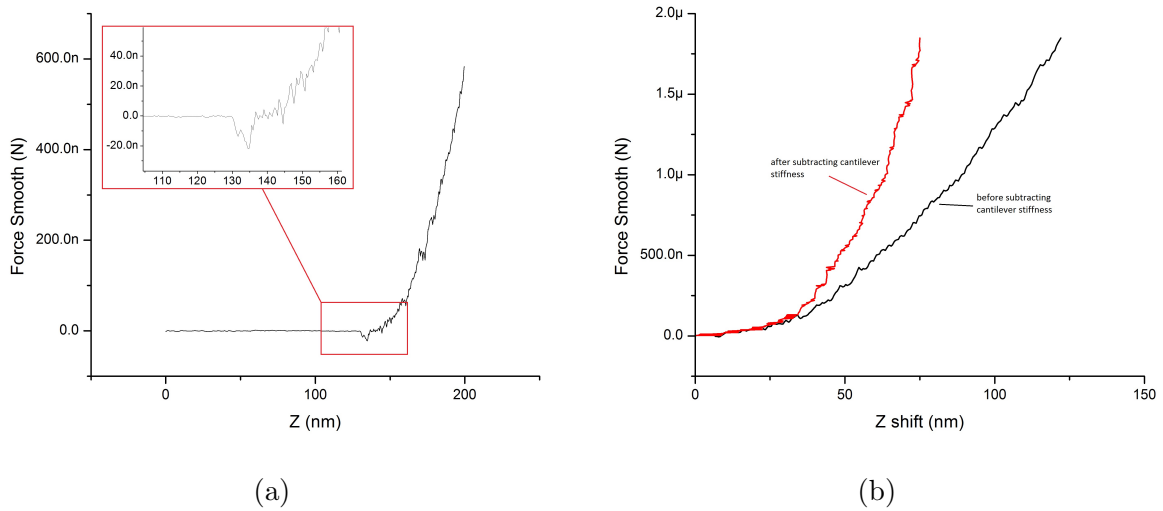 600.0n
400.0n
200.0n
0.0
Force Smooth (N)
0
100
200
Z (nm)
40.0n
20.0n
0.0
-20.0n
110 120 130 140 150 160
(a)
2.0µ
1.5µ
1.0µ
500.0n
0.0
Force Smooth (N)
0
50
100
150
Z shift (nm)
after subtracting cantilever
stiffness
before subtracting
cantilever stiffness
(b)